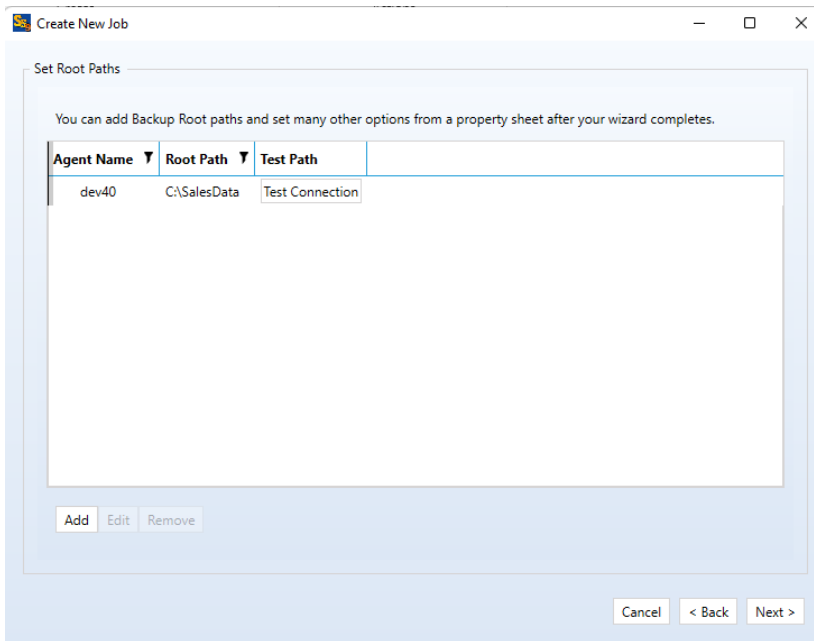 Create New Job
Set Root Paths
You can add Backup Root paths and set many other options from a property sheet after your wizard completes.
Agent Name Root Path Test Path
dev40 C:\SalesData Test Connection
Add Edit Remove
Cancel < Back Next >